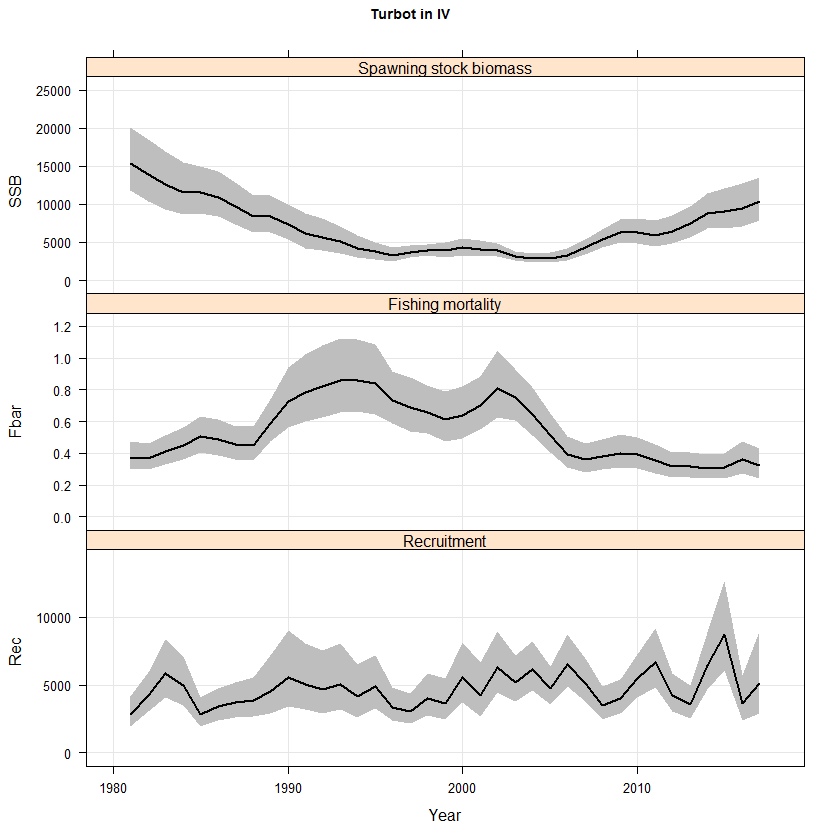 Turbot in IV
Spawning stock biomass
25000
20000
15000
10000
5000
0
SSB
Fishing mortality
1.2
1.0
0.8
0.6
0.4
0.2
0.0
Fbar
Recruitment
10000
5000
0
Rec
1980 1990 2000 2010
Year